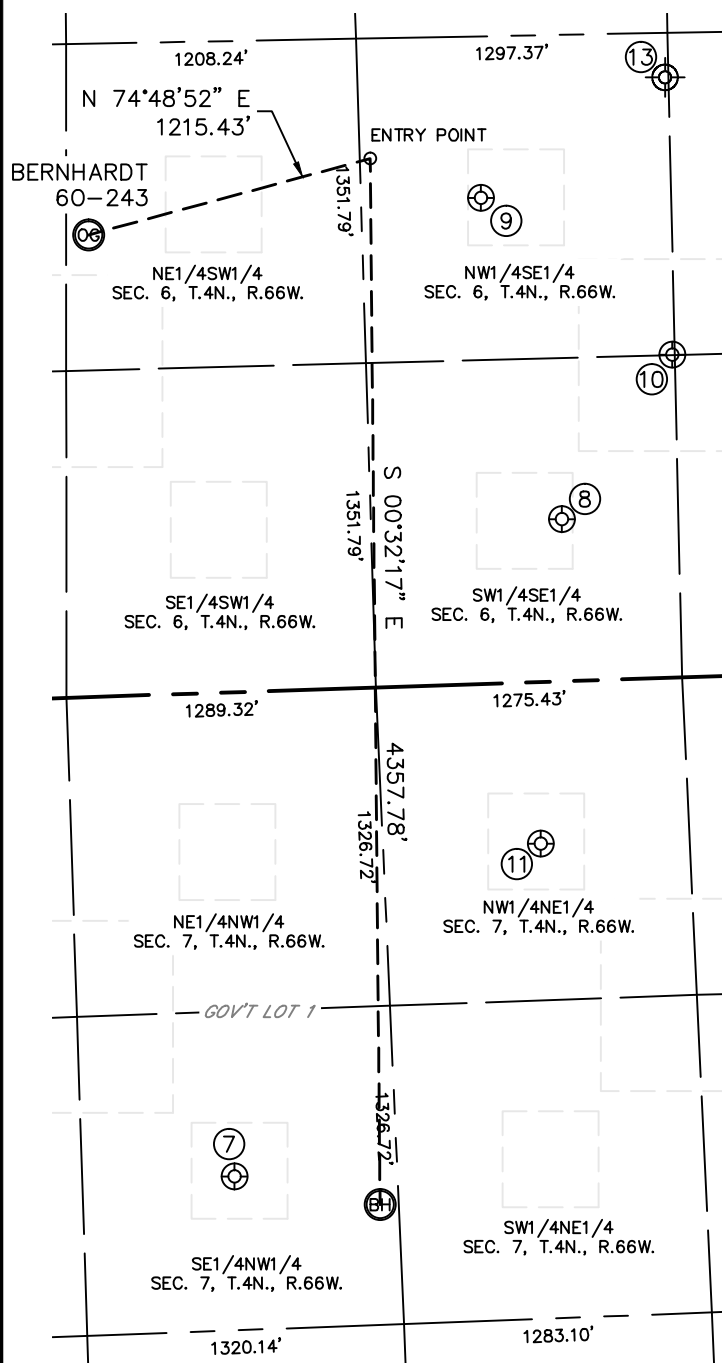 1208.24'
1297.37'
13
N 74°48'52" E
1215.43'
ENTRY POINT
BERNHARDT
60-243
OG
1351.79'
9
NE1/4SW1/4
SEC. 6, T.4N., R.66W.
NW1/4SE1/4
SEC. 6, T.4N., R.66W.
10
S 00°32'17" E
1351.79'
8
SE1/4SW1/4
SEC. 6, T.4N., R.66W.
SW1/4SE1/4
SEC. 6, T.4N., R.66W.
1289.32'
1275.43'
4357.78'
1326.72'
11
NE1/4NW1/4
SEC. 7, T.4N., R.66W.
NW1/4NE1/4
SEC. 7, T.4N., R.66W.
GOV'T LOT 1
1326.72'
7
BH
SE1/4NW1/4
SEC. 7, T.4N., R.66W.
SW1/4NE1/4
SEC. 7, T.4N., R.66W.
1320.14'
1283.10'